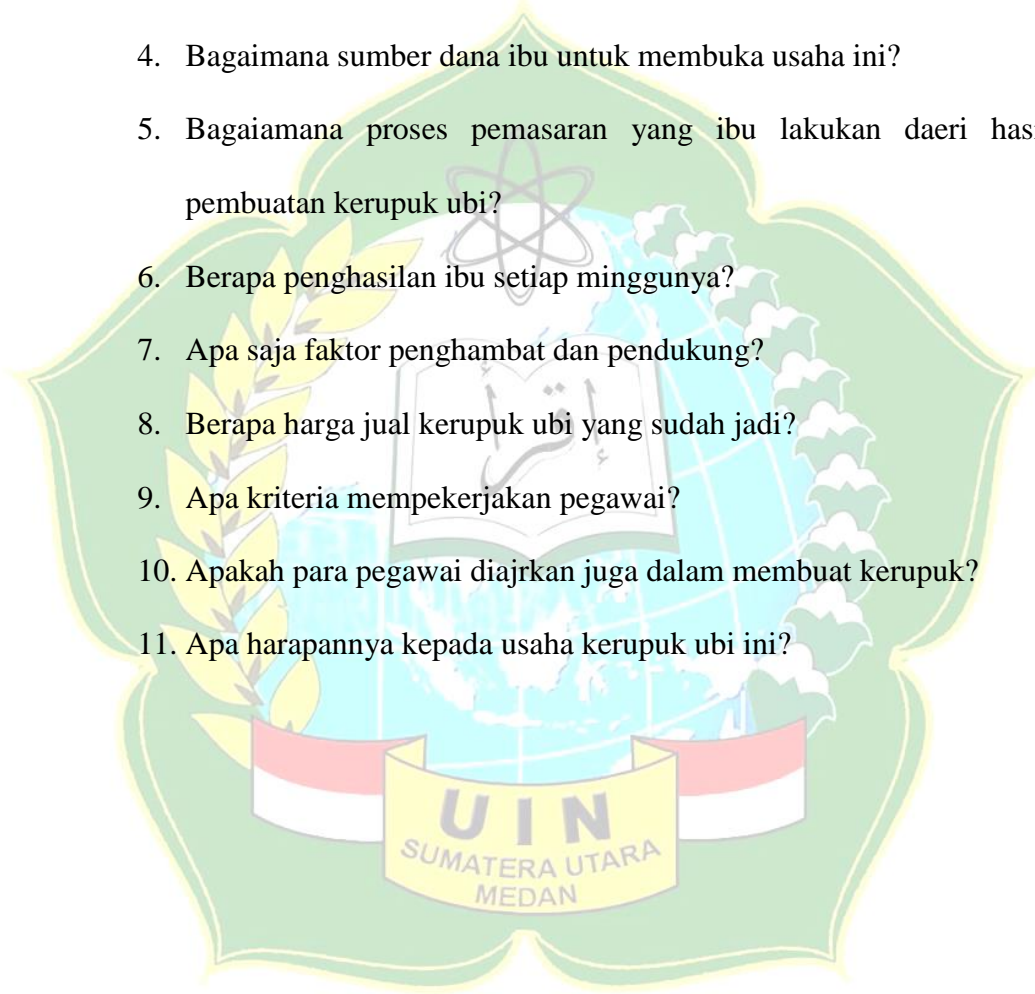 4. Bagaimana sumber dana ibu untuk membuka usaha ini?
5. Bagaiamana proses pemasaran yang ibu lakukan daeri has
pembuatan kerupuk ubi?
6. Berapa penghasilan ibu setiap minggunya?
7. Apa saja faktor penghambat dan pendukung?
8. Berapa harga jual kerupuk ubi yang sudah jadi?
9. Apa kriteria mempekerjakan pegawai?
10. Apakah para pegawai diajrkan juga dalam membuat kerupuk?
11. Apa harapannya kepada usaha kerupuk ubi ini?
إقرأ
UIN
SUMATERA UTARA
MEDAN